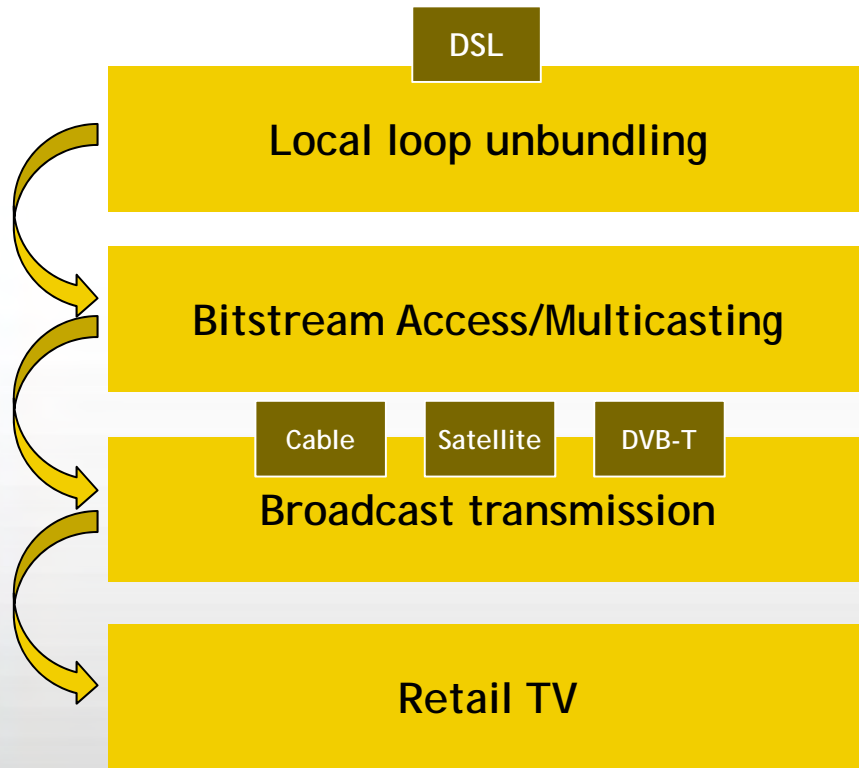 DSL
Local loop unbundling
Bitstream Access/Multicasting
Cable
Satellite
DVB-T
Broadcast transmission
Retail TV